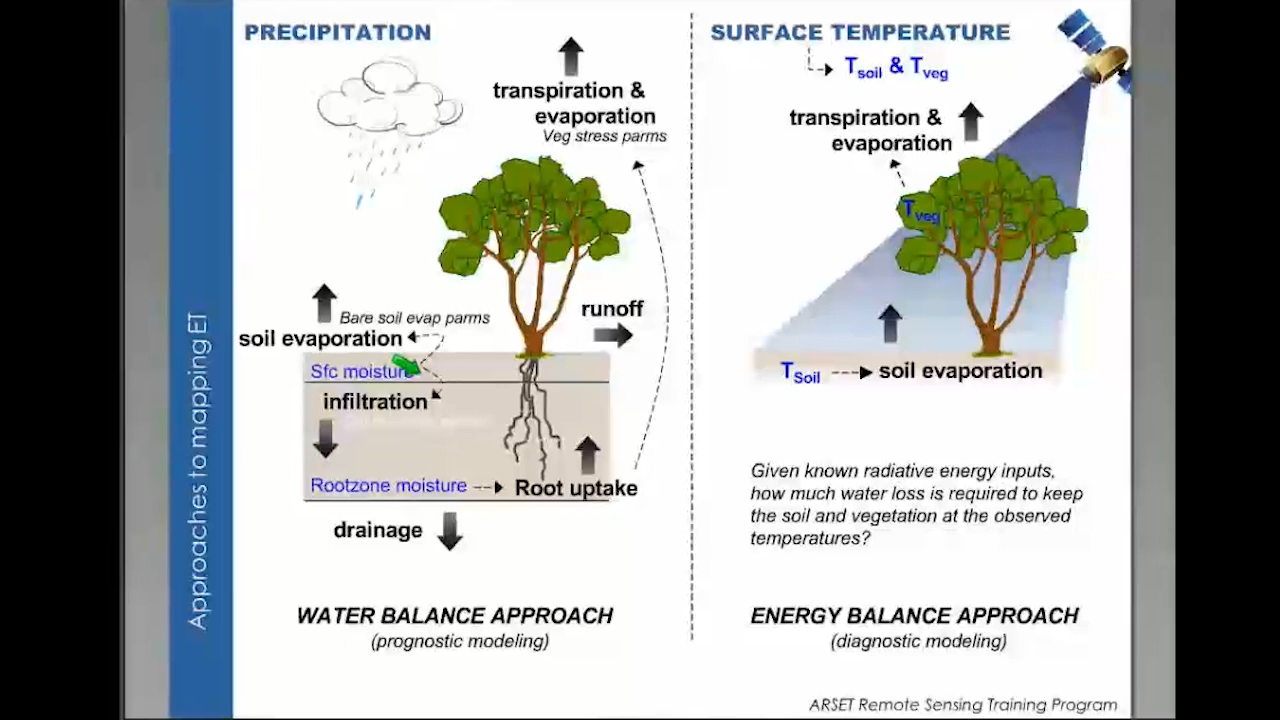 Approaches to mapping ET
PRECIPITATION
transpiration &
evaporation
Veg stress parms
runoff
Bare soil evap parms
soil evaporation
Sfc moisture
infiltration
Rootzone moisture
Root uptake
drainage
WATER BALANCE APPROACH
(prognostic modeling)
SURFACE TEMPERATURE
Tsoil & Tveg
transpiration &
evaporation
Tveg
TSoil
soil evaporation
Given known radiative energy inputs,
how much water loss is required to keep
the soil and vegetation at the observed
temperatures?
ENERGY BALANCE APPROACH
(diagnostic modeling)
ARSET Remote Sensing Training Program